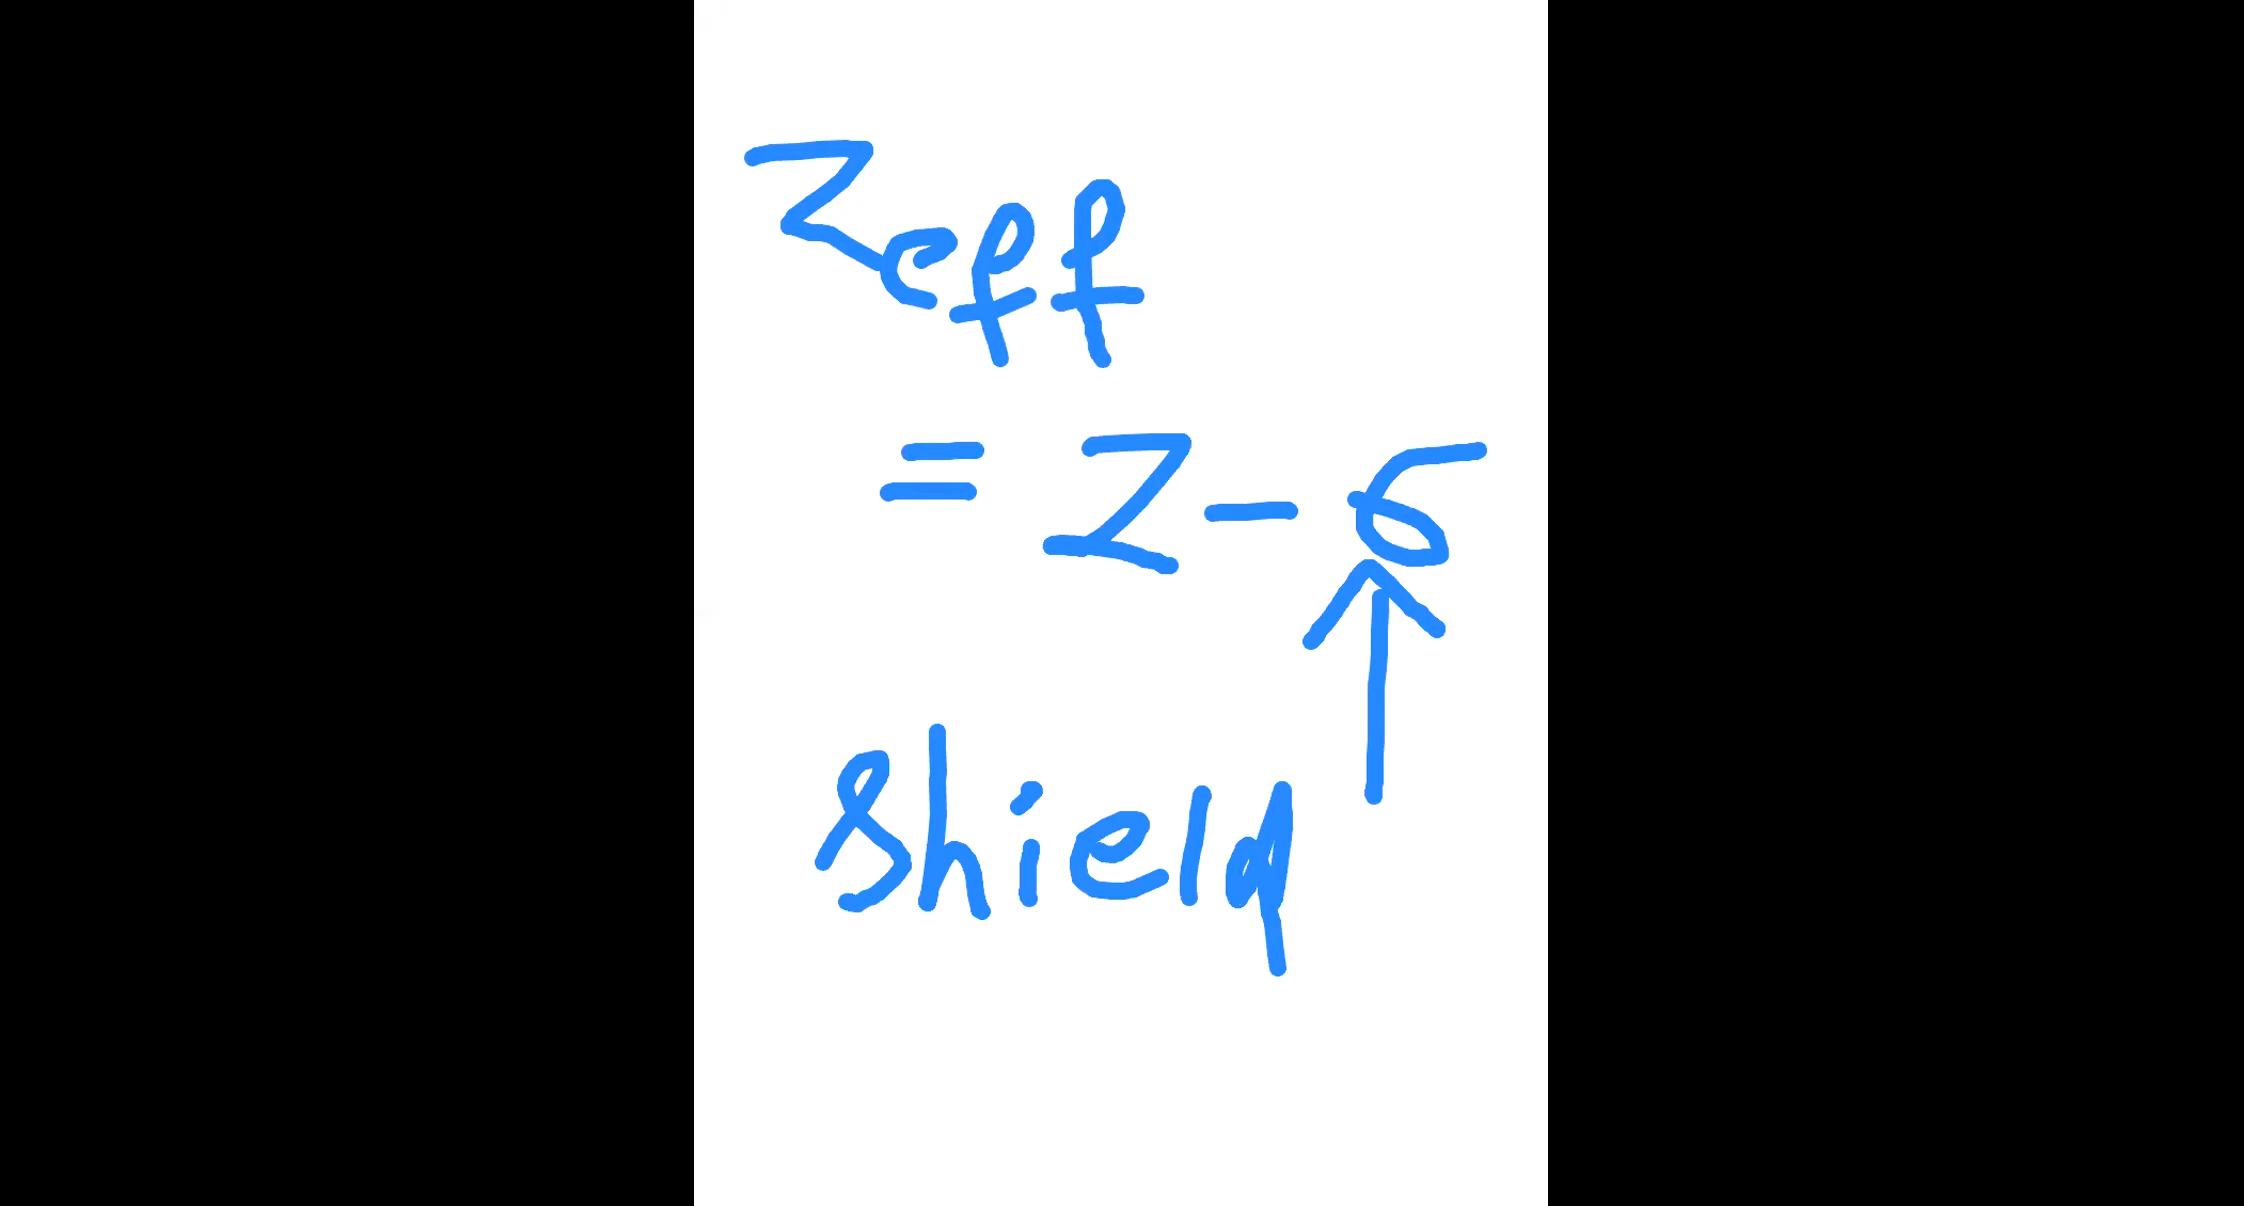 Zeff
= Z - σ
↑
Shield